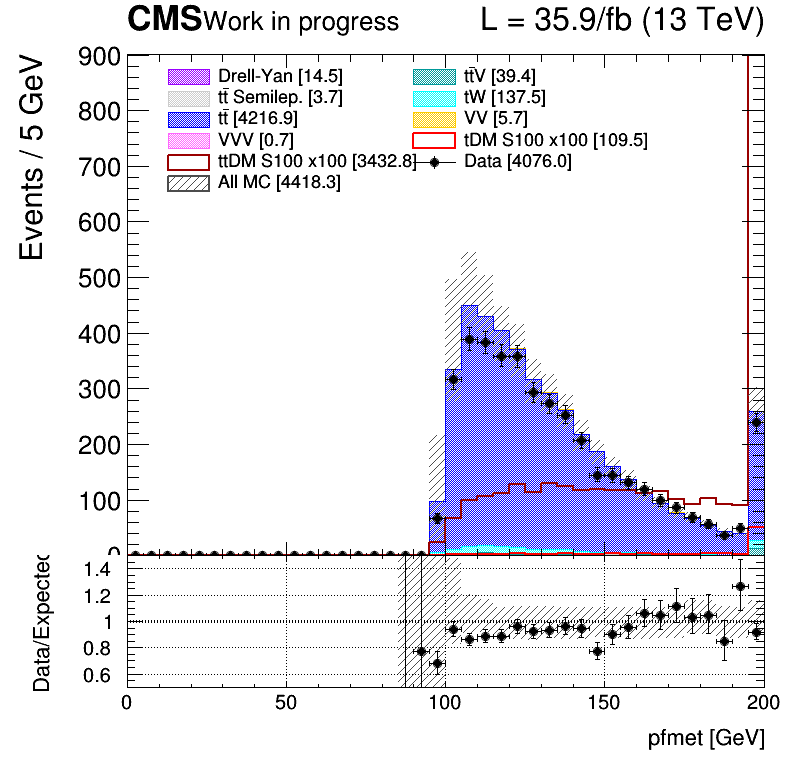 CMS Work in progress L = 35.9/fb (13 TeV)
Events / 5 GeV
900
800
700
600
500
400
300
200
100
0
Drell-Yan [14.5] tt̄V [39.4]
tt̄ Semilep. [3.7] tW [137.5]
tt̄ [4216.9] VV [5.7]
VVV [0.7] tDM S100 x100 [109.5]
ttDM S100 x100 [3432.8] Data [4076.0]
All MC [4418.3]
Data/Expected
1.4
1.2
1
0.8
0.6
0 50 100 150 200
pfmet [GeV]